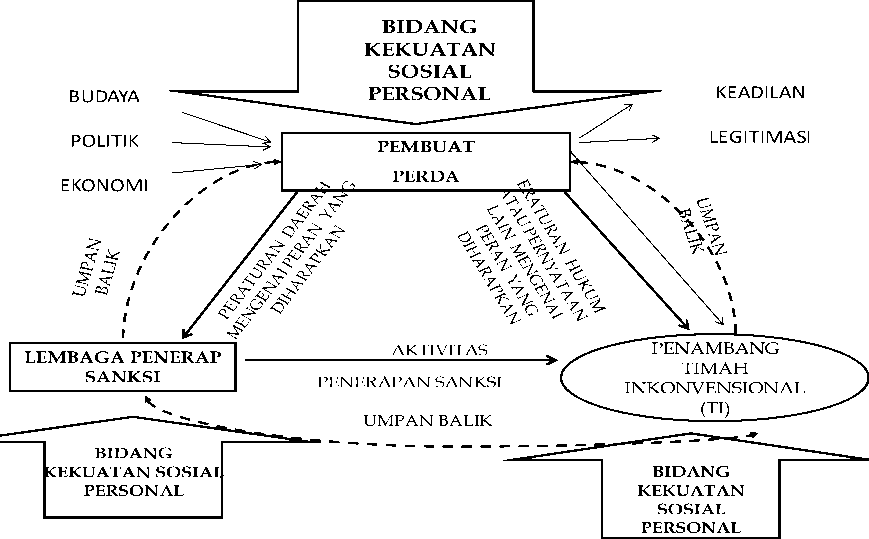 BIDANG
KEKUATAN
SOSIAL
PERSONAL
BUDAYA
POLITIK
EKONOMI
PEMBUAT
PERDA
KEADILAN
LEGITIMASI
UMPAN
BALIK
PERATURAN DAERAH
MENGENAI PERAN YANG
DIHARAPKAN
ERATURAN HUKUM
ATAU PERNYATAAN
LAIN MENGENAI
PERAN YANG
DIHARAPKAN
UMPAN
BALIK
LEMBAGA PENERAP
SANKSI
AKTIVITAS
PENERAPAN SANKSI
UMPAN BALIK
PENAMBANG
TIMAH
INKONVENSIONAL
(TI)
BIDANG
KEKUATAN SOSIAL
PERSONAL
BIDANG
KEKUATAN
SOSIAL
PERSONAL